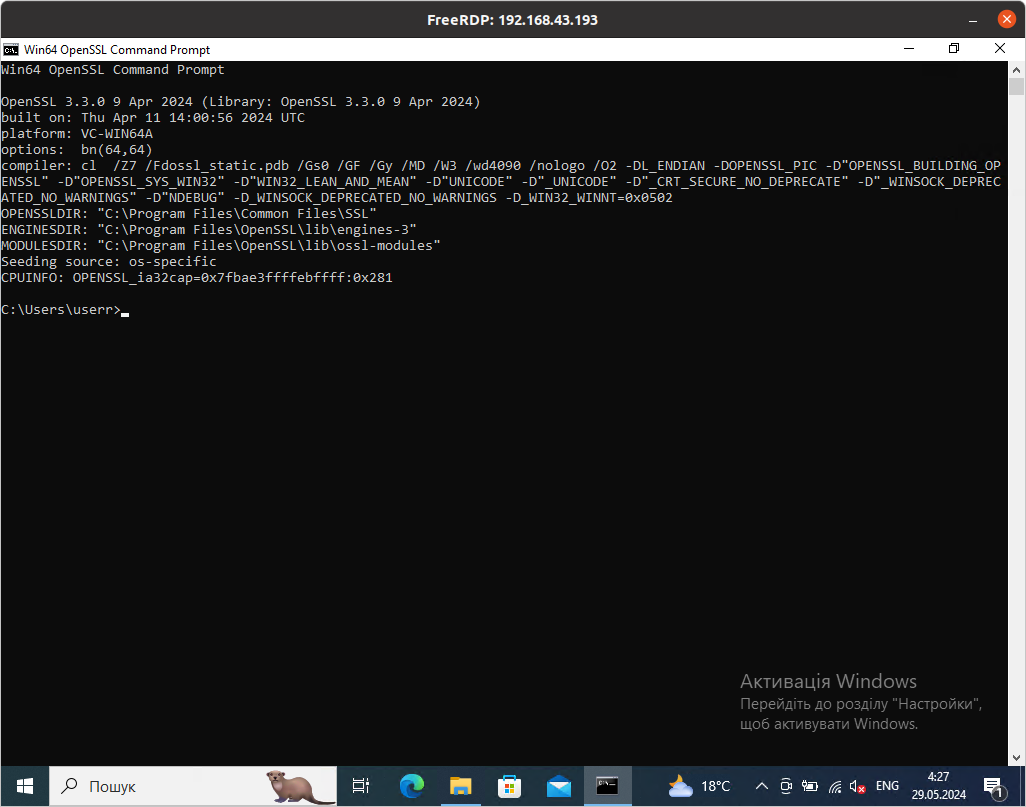 FreeRDP: 192.168.43.193
Win64 OpenSSL Command Prompt
Win64 OpenSSL Command Prompt
OpenSSL 3.3.0 9 Apr 2024 (Library: OpenSSL 3.3.0 9 Apr 2024)
built on: Thu Apr 11 14:00:56 2024 UTC
platform: VC-WIN64A
options:  bn(64,64)
compiler: cl  /Z7 /Fdossl_static.pdb /Gs0 /GF /Gy /MD /W3 /wd4090 /nologo /O2 -DL_ENDIAN -DOPENSSL_PIC -D"OPENSSL_BUILDING_OP
ENSSL" -D"OPENSSL_SYS_WIN32" -D"WIN32_LEAN_AND_MEAN" -D"UNICODE" -D"_UNICODE" -D"_CRT_SECURE_NO_DEPRECATE" -D"_WINSOCK_DEPREC
ATED_NO_WARNINGS" -D"NDEBUG" -D_WINSOCK_DEPRECATED_NO_WARNINGS -D_WIN32_WINNT=0x0502
OPENSSLDIR: "C:\Program Files\Common Files\SSL"
ENGINESDIR: "C:\Program Files\OpenSSL\lib\engines-3"
MODULESDIR: "C:\Program Files\OpenSSL\lib\ossl-modules"
Seeding source: os-specific
CPUINFO: OPENSSL_ia32cap=0x7fbae3ffffebffff:0x281
C:\Users\userr>
Активація Windows
Перейдіть до розділу "Настройки",
щоб активувати Windows.
Пошук
18°C
ENG
4:27
29.05.2024
1